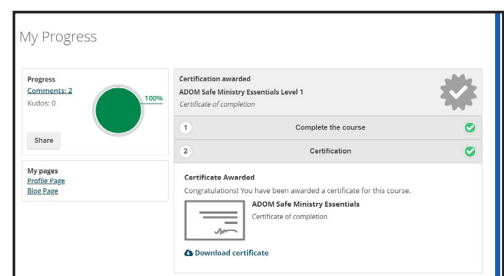 My Progress
Progress
Comments: 2
Kudos: 0
100%
Share
My pages
Profile Page
Blog Page
Certification awarded
ADOM Safe Ministry Essentials Level 1
Certificate of completion
1 Complete the course
2 Certification
Certificate Awarded
Congratulations! You have been awarded a certificate for this course.
ADOM Safe Ministry Essentials
Certificate of completion
Download certificate